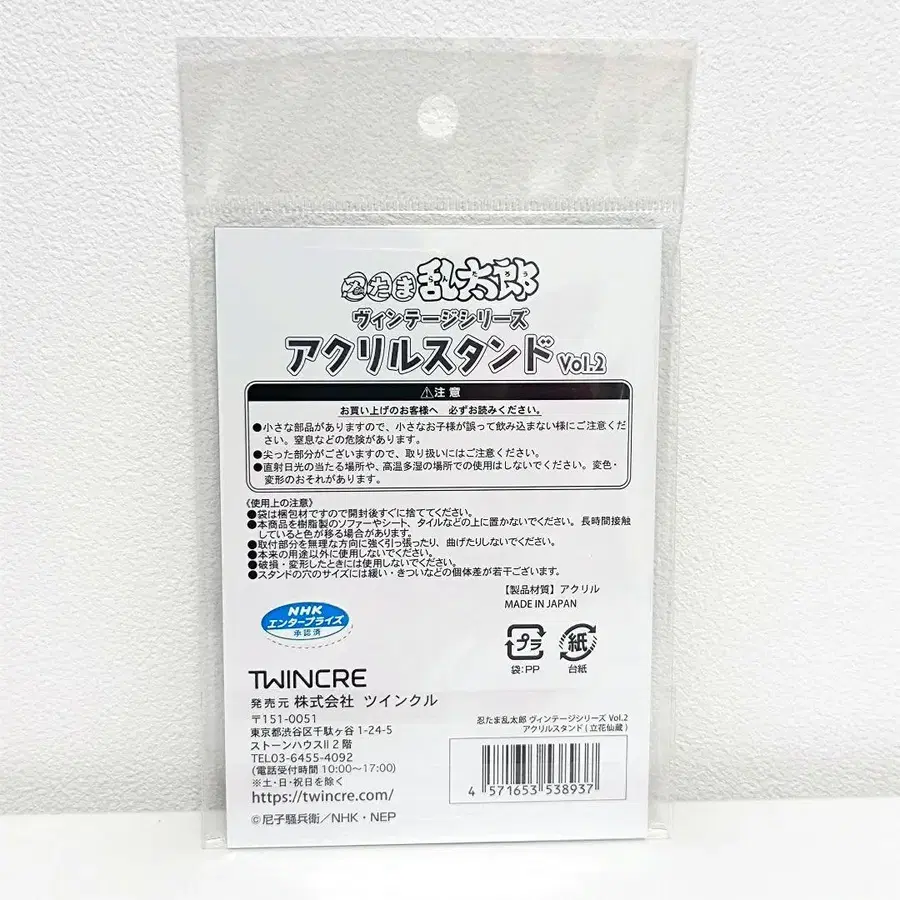 忍たま乱太郎
ヴィンテージシリーズ
アクリルスタンド Vol.2
⚠注意
お買い上げのお客様へ　必ずお読みください。
●小さな部品がありますので、小さなお子様が誤って飲み込まない様にご注意くだ
さい。窒息などの危険があります。
●尖った部分がございますので、取り扱いにはご注意ください。
●直射日光の当たる場所や、高温多湿の場所での使用はしないでください。変色・
変形のおそれがあります。
《使用上の注意》
●袋は梱包材ですので開封後すぐに捨ててください。
●本商品を樹脂製のソファーやシート、タイルなどの上に置かないでください。長時間接触
していると色が移る場合があります。
●取付部分を無理な方向に強く引っ張ったり、曲げたりしないでください。
●本来の用途以外に使用しないでください。
●破損・変形したときには使用しないでください。
●スタンドの穴のサイズには緩い・きついなどの個体差が若干ございます。
【製品材質】アクリル
MADE IN JAPAN
NHK
エンタープライズ
承認済
プラ
紙
袋:PP
台紙
TWINCRE
発売元 株式会社 ツインクル
〒151-0051
東京都渋谷区千駄ヶ谷 1-24-5
ストーンハウスII 2 階
TEL03-6455-4092
(電話受付時間 10:00〜17:00)
※土・日・祝日を除く
https://twincre.com/
©尼子騒兵衛／NHK・NEP
忍たま乱太郎 ヴィンテージシリーズ Vol.2
アクリルスタンド ( 立花仙蔵 )
4 571653 538937